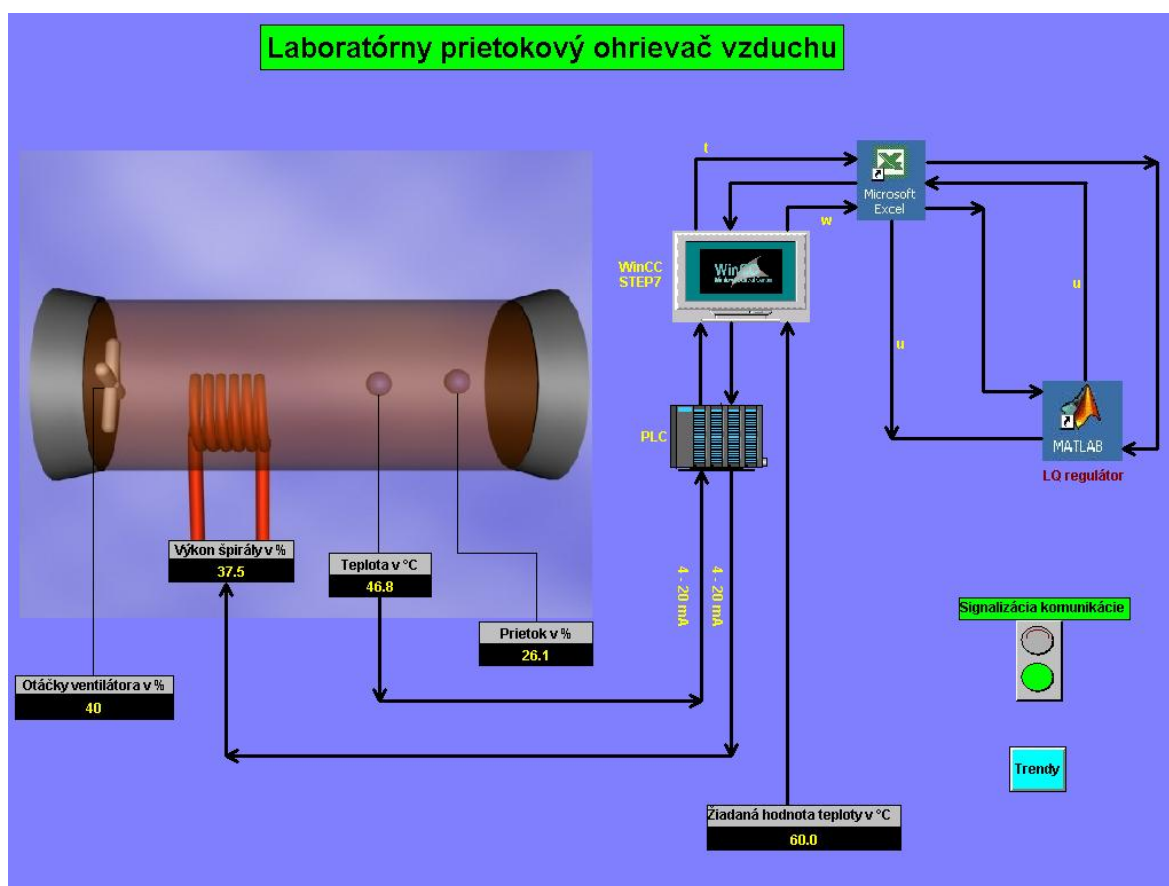 Laboratórny prietokový ohrievač vzduchu
t
Microsoft
Excel
w
WinCC
STEP7
WinCC
u
u
PLC
MATLAB
LQ regulátor
Výkon špirály v %
37.5
Teplota v °C
46.8
4 - 20 mA
4 - 20 mA
Signalizácia komunikácie
Prietok v %
26.1
Otáčky ventilátora v %
40
Trendy
Žiadaná hodnota teploty v °C
60.0